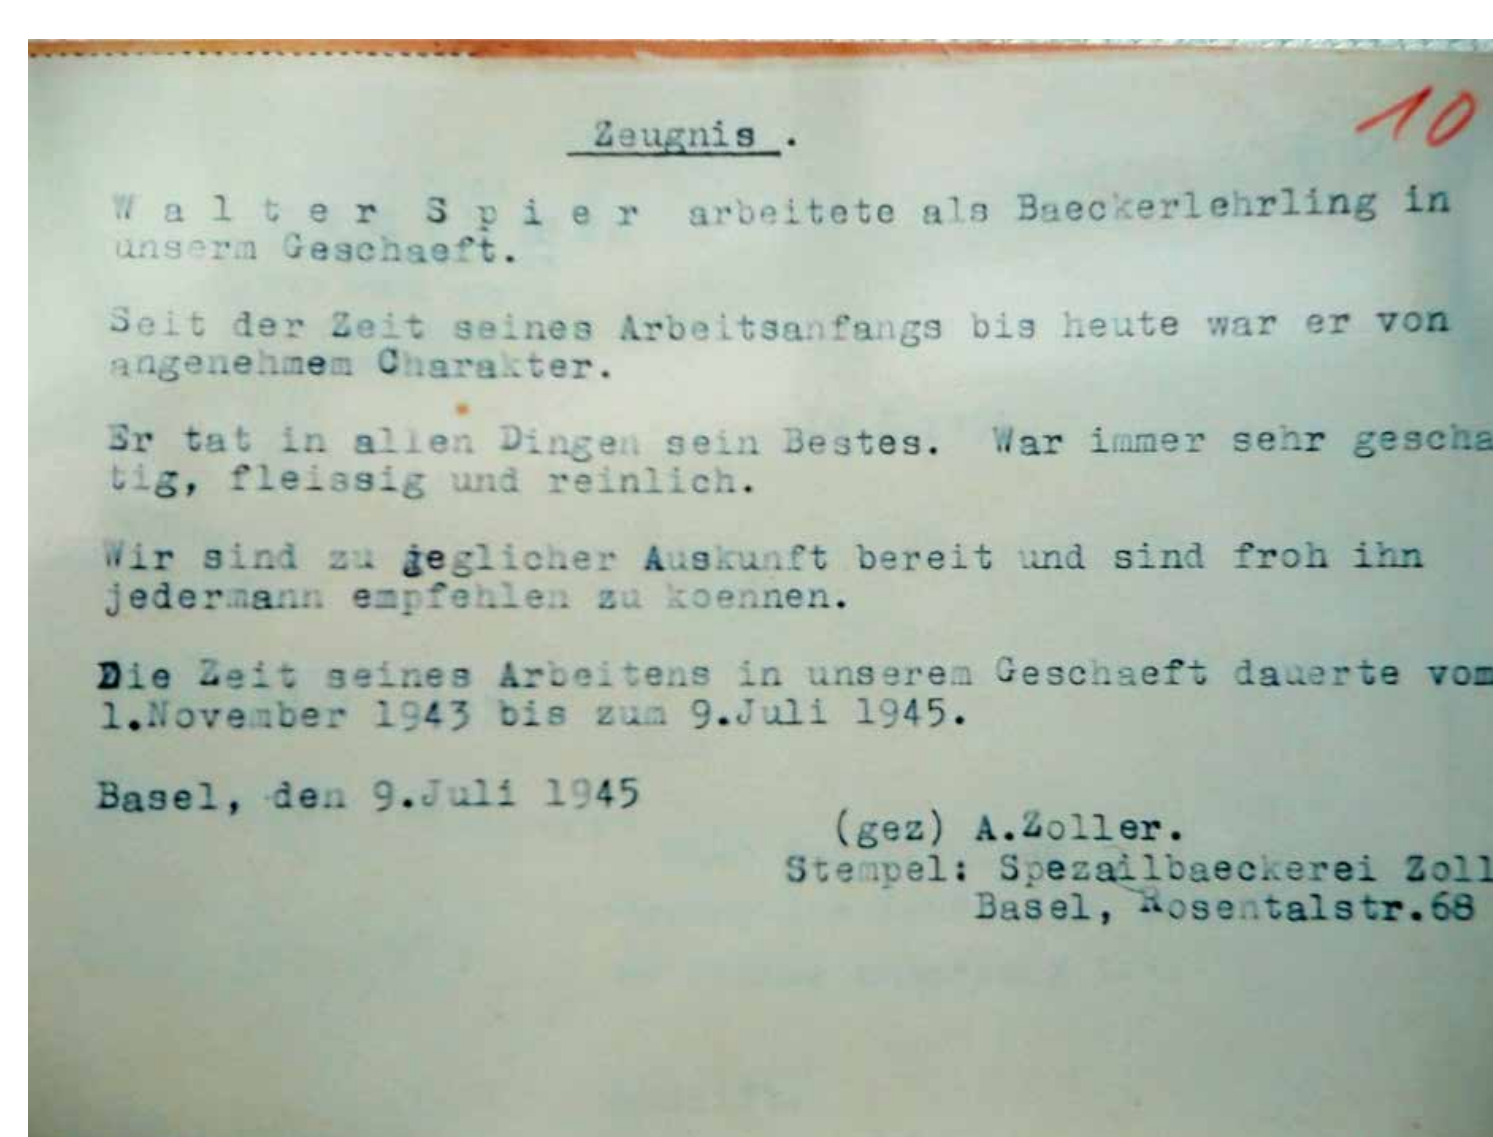 10
Zeugnis .
W a l t e r S p i e r arbeitete als Baeckerlehrling in
unserm Geschaeft.
Seit der Zeit seines Arbeitsanfangs bis heute war er von
angenehmem Charakter.
Er tat in allen Dingen sein Bestes. War immer sehr gescha
tig, fleissig und reinlich.
Wir sind zu jeglicher Auskunft bereit und sind froh ihn
jedermann empfehlen zu koennen.
Die Zeit seines Arbeitens in unserem Geschaeft dauerte vom
1.November 1943 bis zum 9.Juli 1945.
Basel, den 9.Juli 1945
(gez) A.Zoller.
Stempel: Spezailbaeckerei Zoll
Basel, Rosentalstr.68